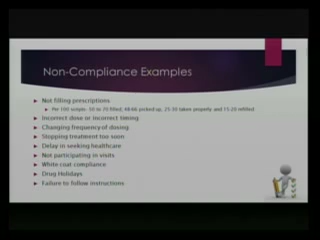 Non-Compliance Examples
Not filling prescriptions
Per 100 scripts- 50 to 70 filled, 48-66 picked up, 25-30 taken properly and 15-20 refilled
Incorrect dose or incorrect timing
Changing frequency of dosing
Stopping treatment too soon
Delay in seeking healthcare
Not participating in visits
White coat compliance
Drug Holidays
Failure to follow instructions